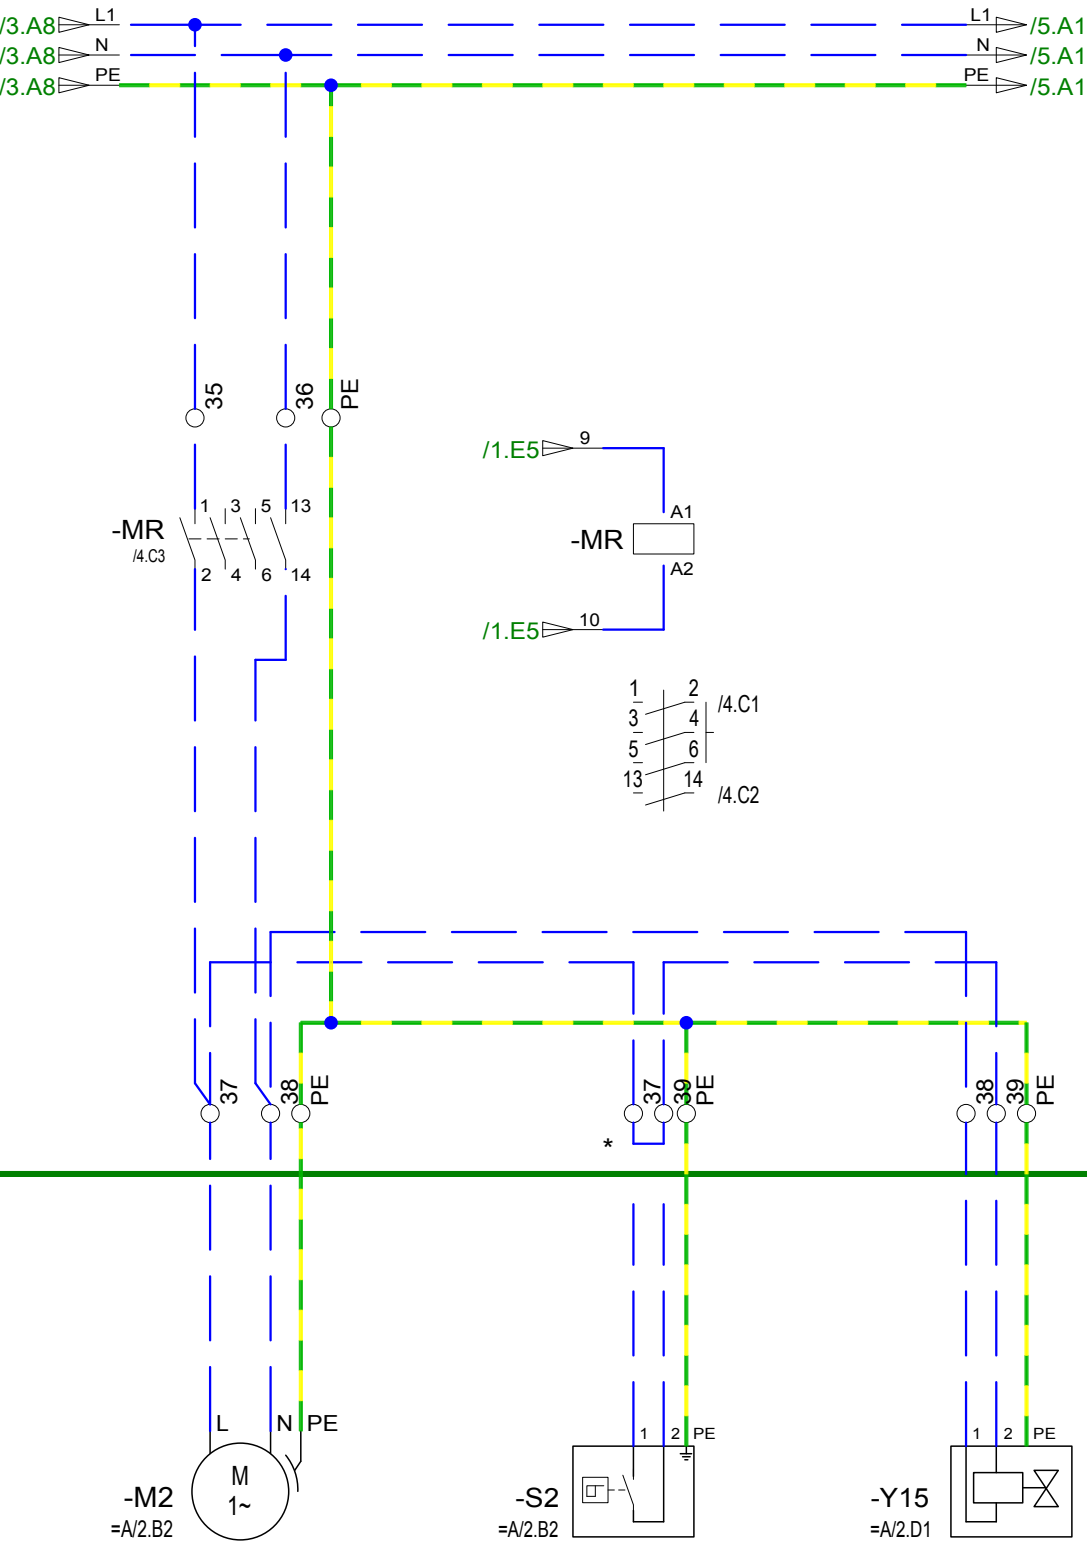 /3.A8 L1 L1 /5.A1
/3.A8 N N /5.A1
/3.A8 PE PE /5.A1
35 36 PE
/1.E5 9
1 3 5 13
-MR
/4.C3
2 4 6 14
A1
-MR
A2
/1.E5 10
1 2 /4.C1
3 4
5 6
13 14 /4.C2
37 38 PE 37 39 PE 38 39 PE
*
L N PE
M
1~
-M2
=A/2.B2
1 2 PE
-S2
=A/2.B2
1 2 PE
-Y15
=A/2.D1